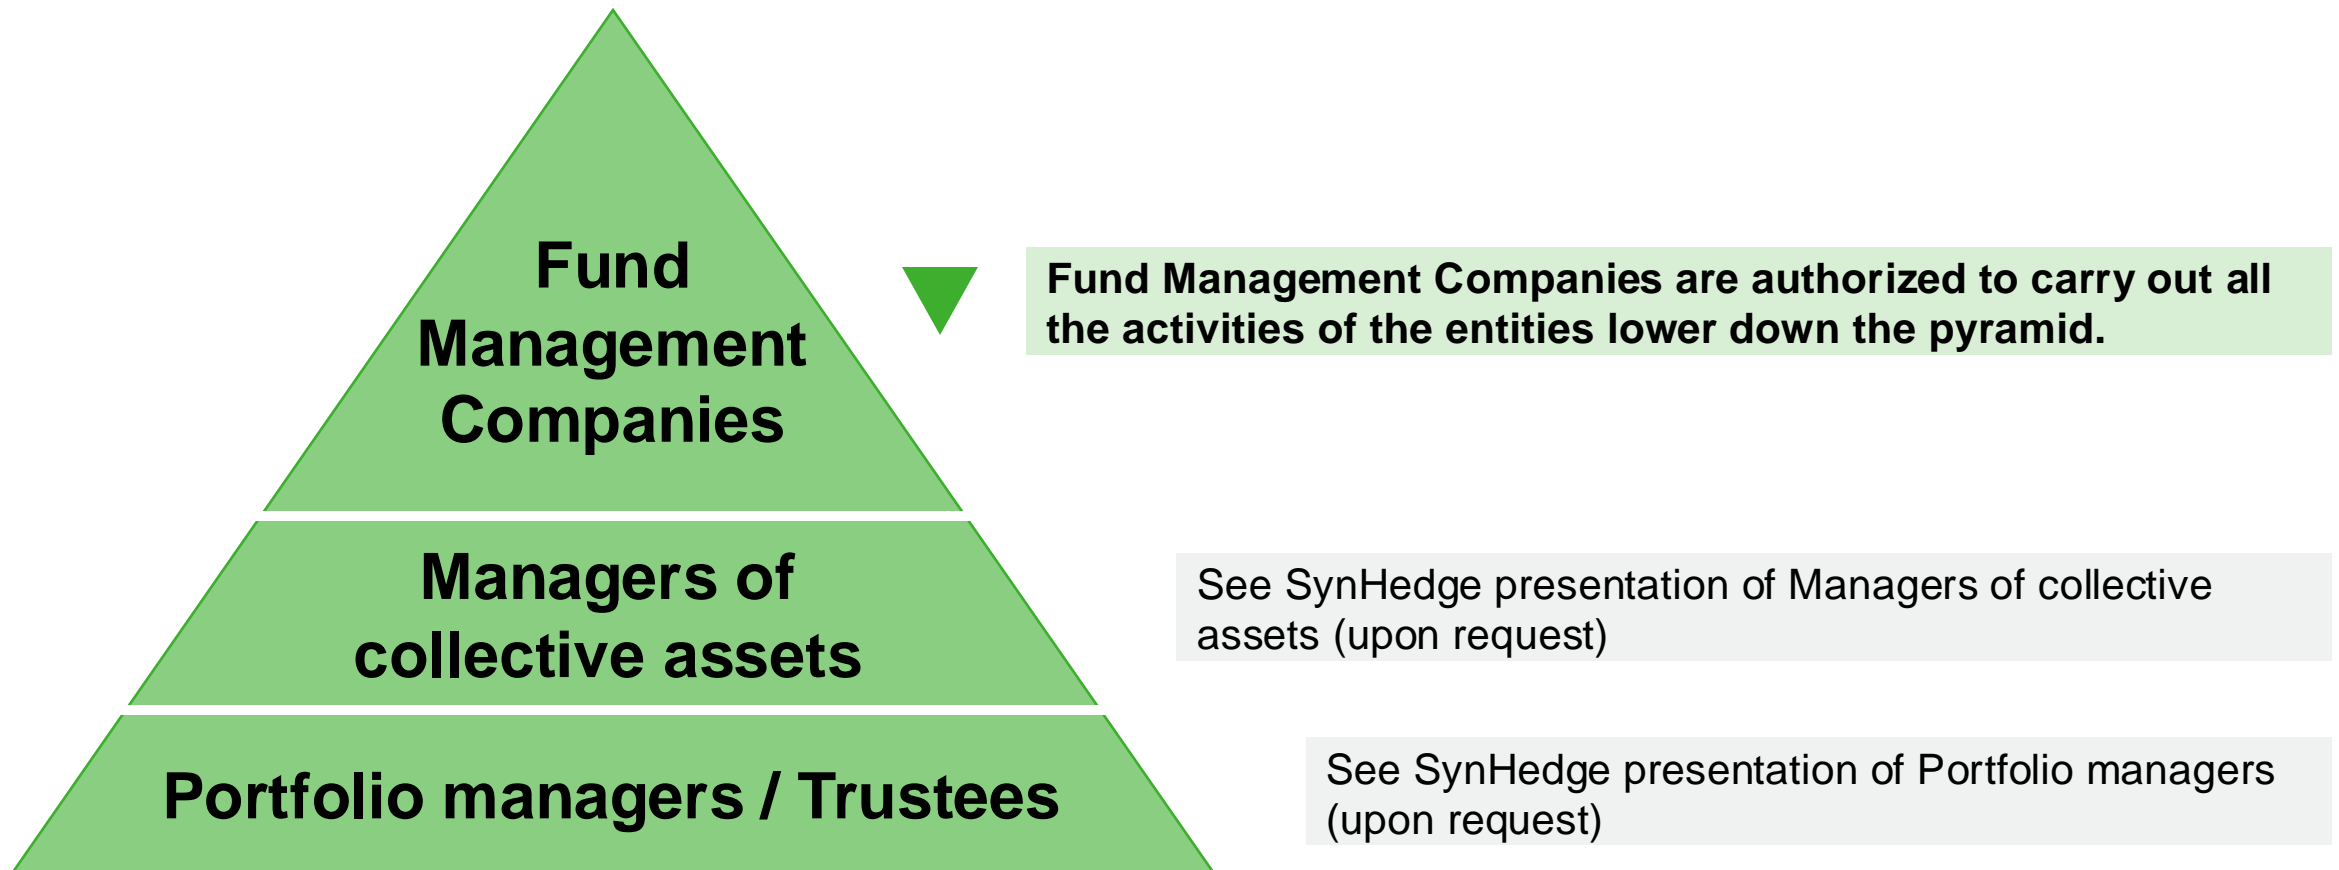 Fund
Management
Companies
Fund Management Companies are authorized to carry out all
the activities of the entities lower down the pyramid.
Managers of
collective assets
See SynHedge presentation of Managers of collective
assets (upon request)
Portfolio managers / Trustees
See SynHedge presentation of Portfolio managers
(upon request)